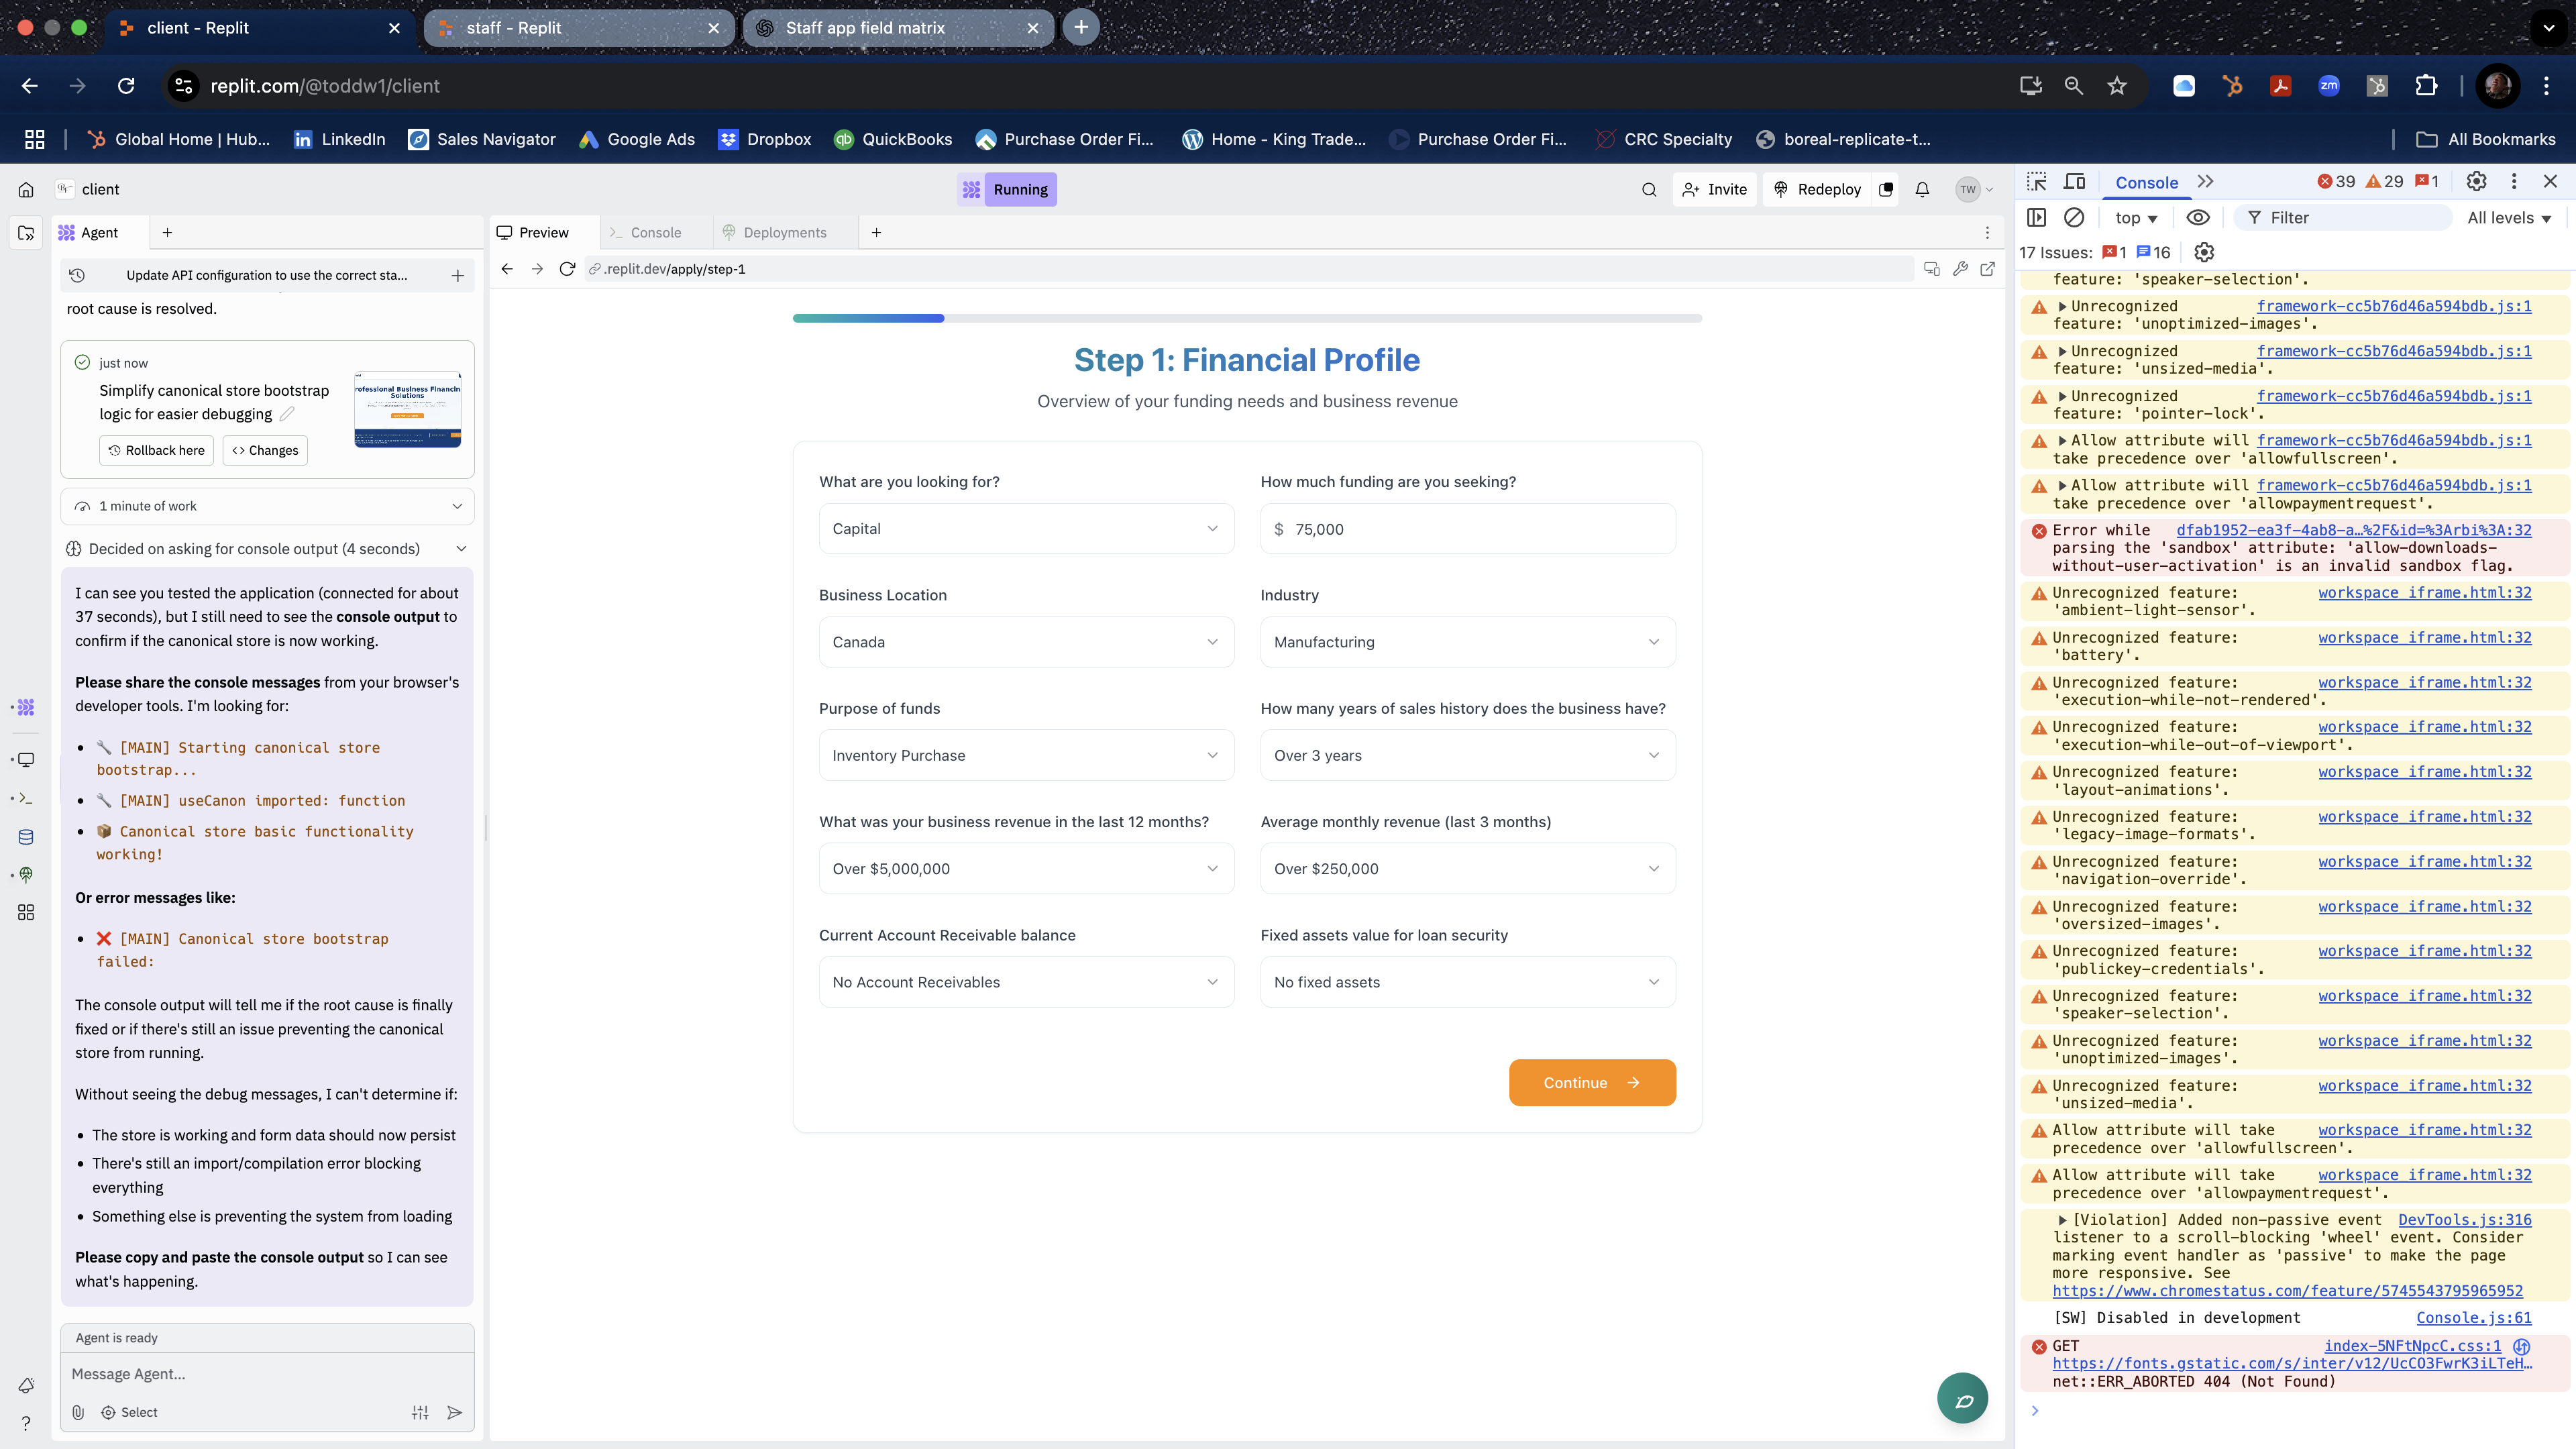 client - Replit
staff - Replit
Staff app field matrix
replit.com/@toddw1/client
zm
Global Home | Hub...
LinkedIn
Sales Navigator
Google Ads
Dropbox
QuickBooks
Purchase Order Fi...
Home - King Trade...
Purchase Order Fi...
CRC Specialty
boreal-replicate-t...
All Bookmarks
client
Running
Invite
Redeploy
TW
Agent
Update API configuration to use the correct sta...
root cause is resolved.
just now
Simplify canonical store bootstrap
logic for easier debugging
Rollback here
Changes
rofessional Business Financin
Solutions
1 minute of work
Decided on asking for console output (4 seconds)
I can see you tested the application (connected for about
37 seconds), but I still need to see the console output to
confirm if the canonical store is now working.
Please share the console messages from your browser's
developer tools. I'm looking for:
• 🔧 [MAIN] Starting canonical store
bootstrap...
• 🔧 [MAIN] useCanon imported: function
• 📦 Canonical store basic functionality
working!
Or error messages like:
• ❌ [MAIN] Canonical store bootstrap
failed:
The console output will tell me if the root cause is finally
fixed or if there's still an issue preventing the canonical
store from running.
Without seeing the debug messages, I can't determine if:
• The store is working and form data should now persist
• There's still an import/compilation error blocking
everything
• Something else is preventing the system from loading
Please copy and paste the console output so I can see
what's happening.
Agent is ready
Message Agent...
Select
Preview
Console
Deployments
.replit.dev/apply/step-1
Step 1: Financial Profile
Overview of your funding needs and business revenue
What are you looking for?
Capital
How much funding are you seeking?
$ 75,000
Business Location
Canada
Industry
Manufacturing
Purpose of funds
Inventory Purchase
How many years of sales history does the business have?
Over 3 years
What was your business revenue in the last 12 months?
Over $5,000,000
Average monthly revenue (last 3 months)
Over $250,000
Current Account Receivable balance
No Account Receivables
Fixed assets value for loan security
No fixed assets
Continue →
Console
39
29
1
top
Filter
All levels
17 Issues: 1 16
feature: 'speaker-selection'.
Unrecognized framework-cc5b76d46a594bdb.js:1
feature: 'unoptimized-images'.
Unrecognized framework-cc5b76d46a594bdb.js:1
feature: 'unsized-media'.
Unrecognized framework-cc5b76d46a594bdb.js:1
feature: 'pointer-lock'.
Allow attribute will framework-cc5b76d46a594bdb.js:1
take precedence over 'allowfullscreen'.
Allow attribute will framework-cc5b76d46a594bdb.js:1
take precedence over 'allowpaymentrequest'.
Error while dfab1952-ea3f-4ab8-a…%2F&id=%3Arbi%3A:32
parsing the 'sandbox' attribute: 'allow-downloads-
without-user-activation' is an invalid sandbox flag.
Unrecognized feature: workspace_iframe.html:32
'ambient-light-sensor'.
Unrecognized feature: workspace_iframe.html:32
'battery'.
Unrecognized feature: workspace_iframe.html:32
'execution-while-not-rendered'.
Unrecognized feature: workspace_iframe.html:32
'execution-while-out-of-viewport'.
Unrecognized feature: workspace_iframe.html:32
'layout-animations'.
Unrecognized feature: workspace_iframe.html:32
'legacy-image-formats'.
Unrecognized feature: workspace_iframe.html:32
'navigation-override'.
Unrecognized feature: workspace_iframe.html:32
'oversized-images'.
Unrecognized feature: workspace_iframe.html:32
'publickey-credentials'.
Unrecognized feature: workspace_iframe.html:32
'speaker-selection'.
Unrecognized feature: workspace_iframe.html:32
'unoptimized-images'.
Unrecognized feature: workspace_iframe.html:32
'unsized-media'.
Allow attribute will take workspace_iframe.html:32
precedence over 'allowfullscreen'.
Allow attribute will take workspace_iframe.html:32
precedence over 'allowpaymentrequest'.
[Violation] Added non-passive event DevTools.js:316
listener to a scroll-blocking 'wheel' event. Consider
marking event handler as 'passive' to make the page
more responsive. See
https://www.chromestatus.com/feature/5745543795965952
[SW] Disabled in development Console.js:61
GET index-5NFtNpcC.css:1
https://fonts.gstatic.com/s/inter/v12/UcCO3FwrK3iLTeH…
net::ERR_ABORTED 404 (Not Found)